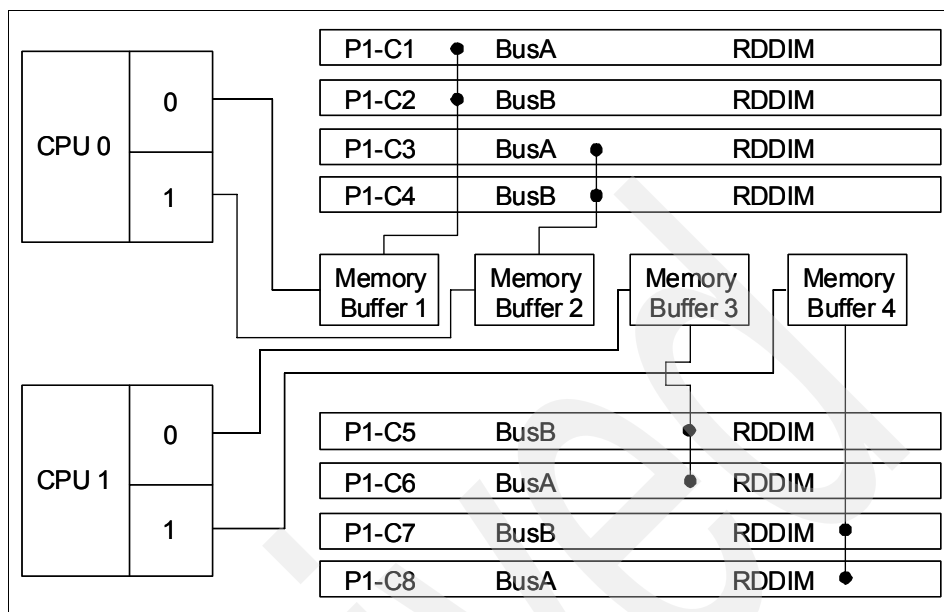 CPU 0
0
1
P1-C1 BusA RDDIM
P1-C2 BusB RDDIM
P1-C3 BusA RDDIM
P1-C4 BusB RDDIM
Memory
Buffer 1
Memory
Buffer 2
Memory
Buffer 3
Memory
Buffer 4
CPU 1
0
1
P1-C5 BusB RDDIM
P1-C6 BusA RDDIM
P1-C7 BusB RDDIM
P1-C8 BusA RDDIM